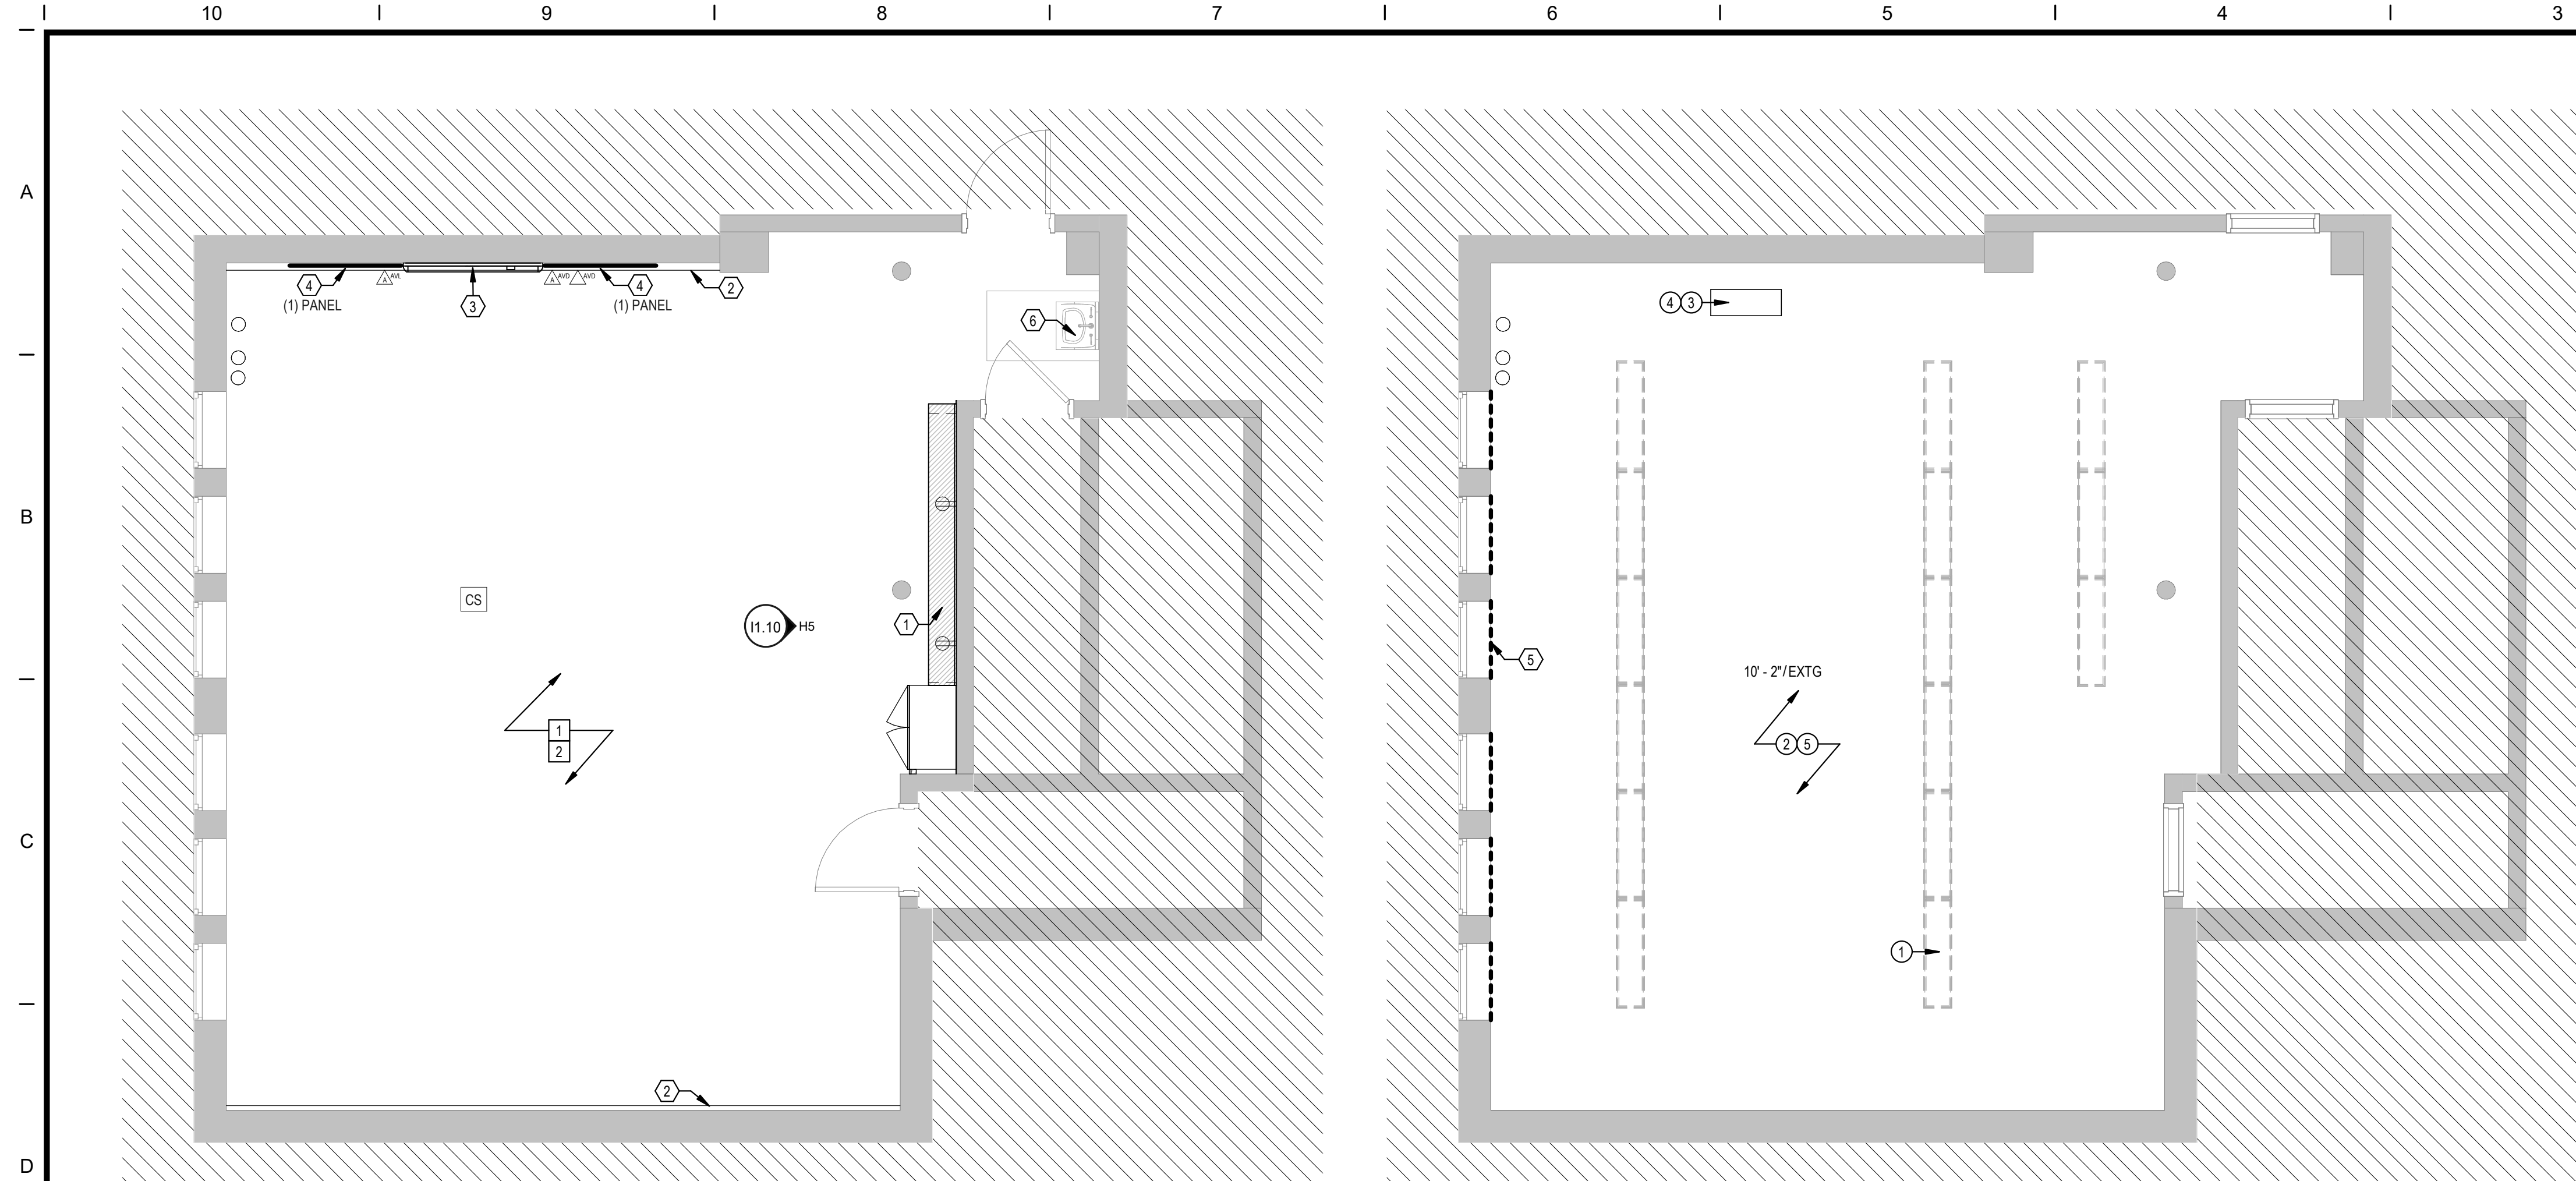 10 9 8 7 6 5 4 3
A
4 AVL AVD AVD 4 2
A A
(1) PANEL 3 (1) PANEL
6
4 3
B
CS
1 I1.10 H5
5
10' - 2"/EXTG
1
2
2 5
C
1
2
D